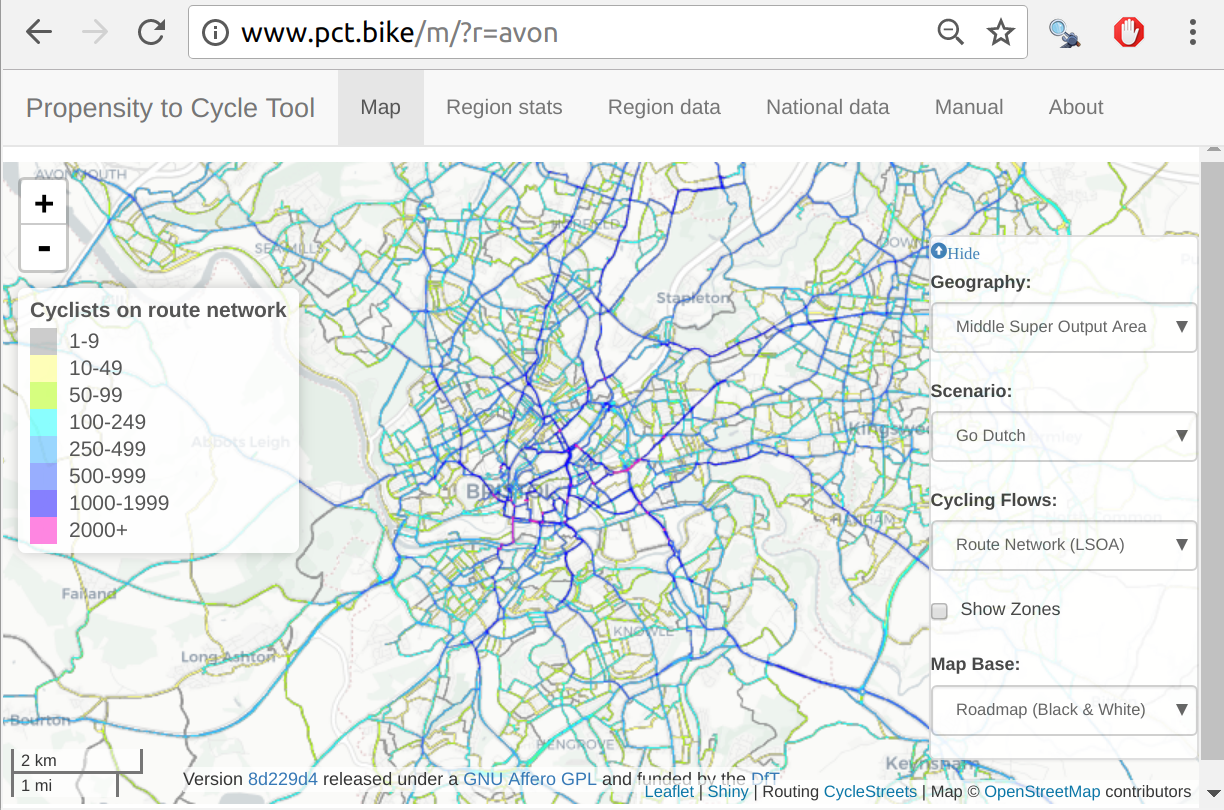 www.pct.bike/m/?r=avon
Propensity to Cycle Tool Map Region stats Region data National data Manual About
AVONMOUTH
+
-
SEA MILLS
HORFIELD
DOWN
Hide
Geography:
Middle Super Output Area
Stapleton
Cyclists on route network
1-9
10-49
50-99
100-249
250-499
500-999
1000-1999
2000+
Abbots Leigh
Scenario:
Go Dutch
Kingswood
BRISTOL
Cycling Flows:
Route Network (LSOA)
HANHAM
Show Zones
Failand
KNOWLE
Long Ashton
Map Base:
Roadmap (Black & White)
Bourton
HENGROVE
Keynsham
2 km
1 mi
Version 8d229d4 released under a GNU Affero GPL and funded by the DfT
Leaflet | Shiny | Routing CycleStreets | Map © OpenStreetMap contributors